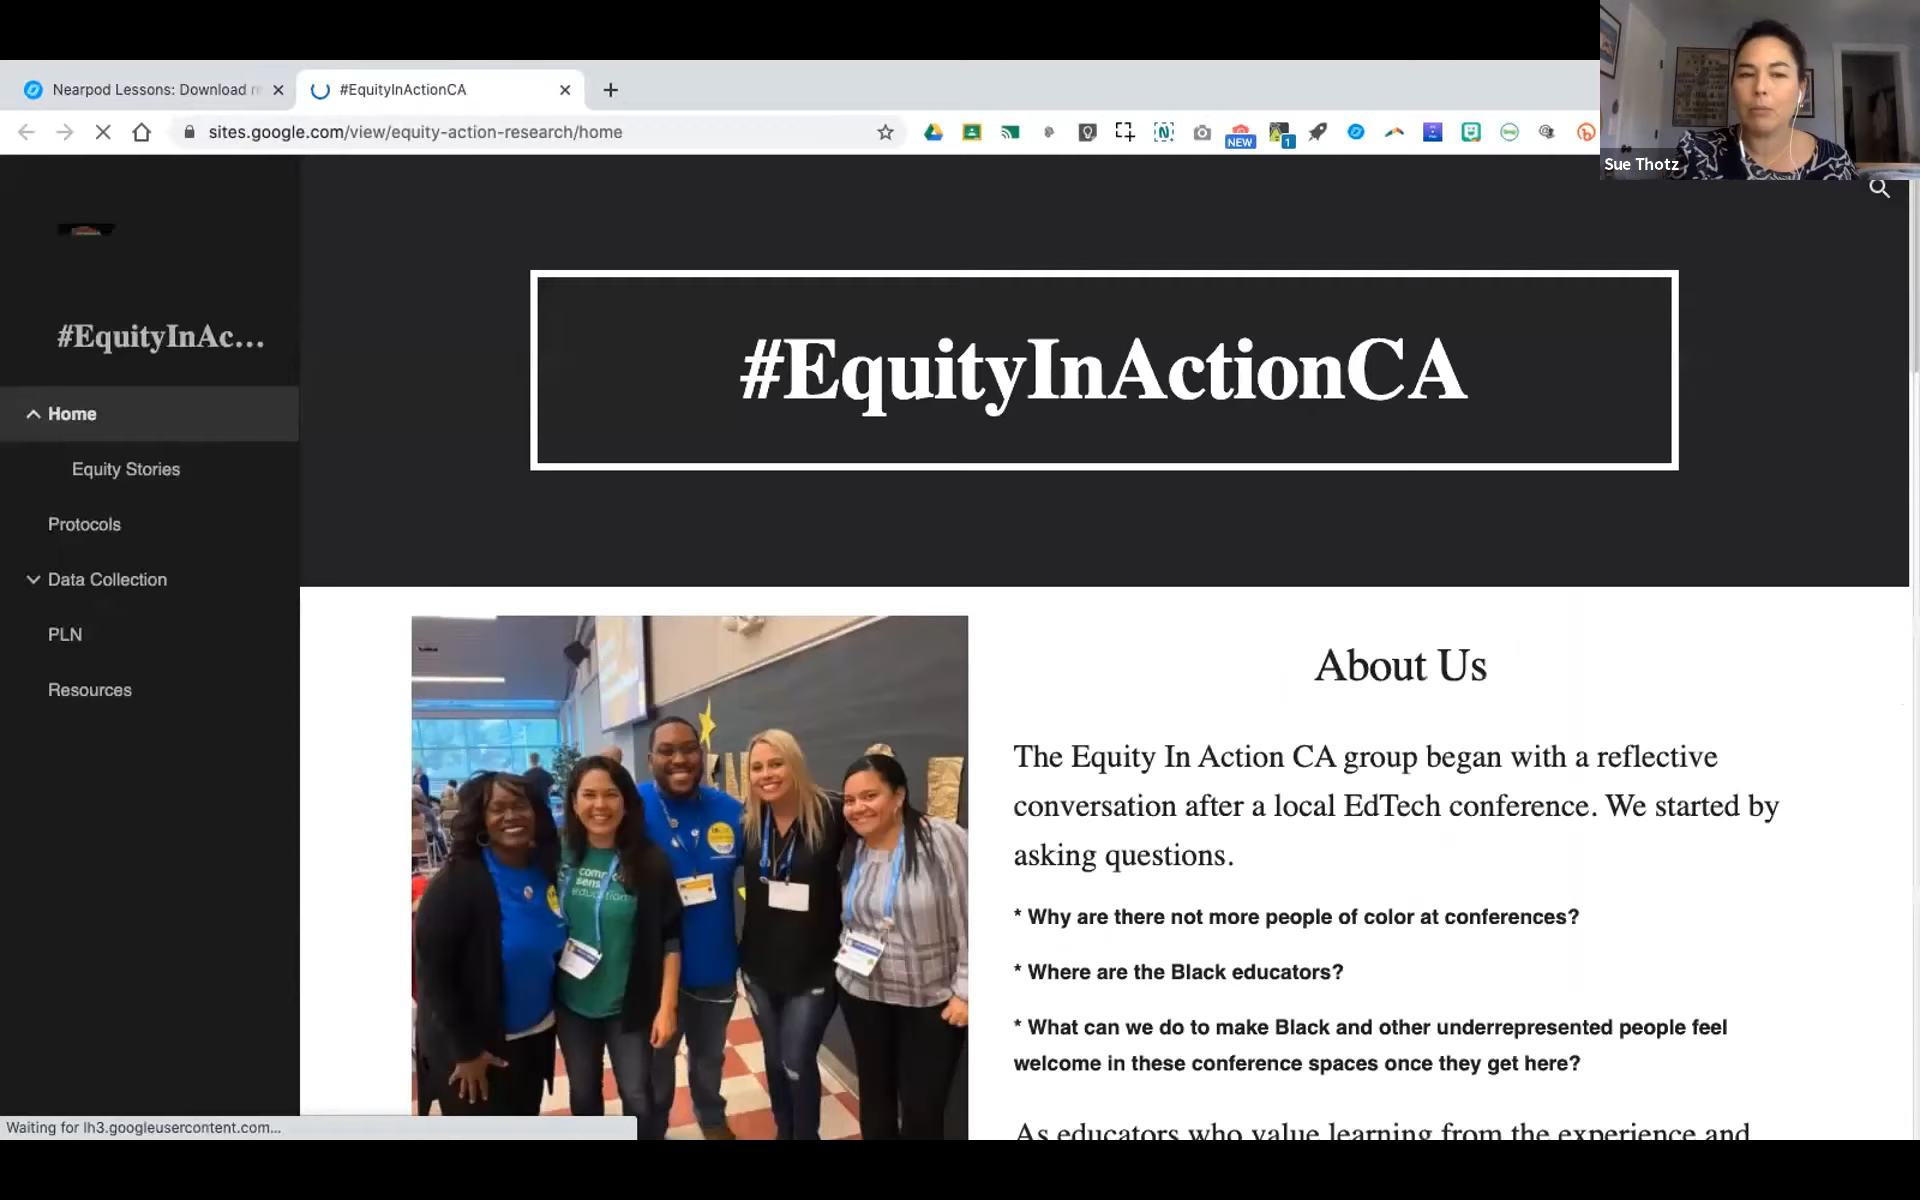 Nearpod Lessons: Download r
#EquityInActionCA
sites.google.com/view/equity-action-research/home
NEW
1
Sue Thotz
#EquityInAc...
Home
Equity Stories
Protocols
Data Collection
PLN
Resources
#EquityInActionCA
common
sense
education
About Us
The Equity In Action CA group began with a reflective
conversation after a local EdTech conference. We started by
asking questions.
* Why are there not more people of color at conferences?
* Where are the Black educators?
* What can we do to make Black and other underrepresented people feel
welcome in these conference spaces once they get here?
As educators who value learning from the experience and
Waiting for lh3.googleusercontent.com...